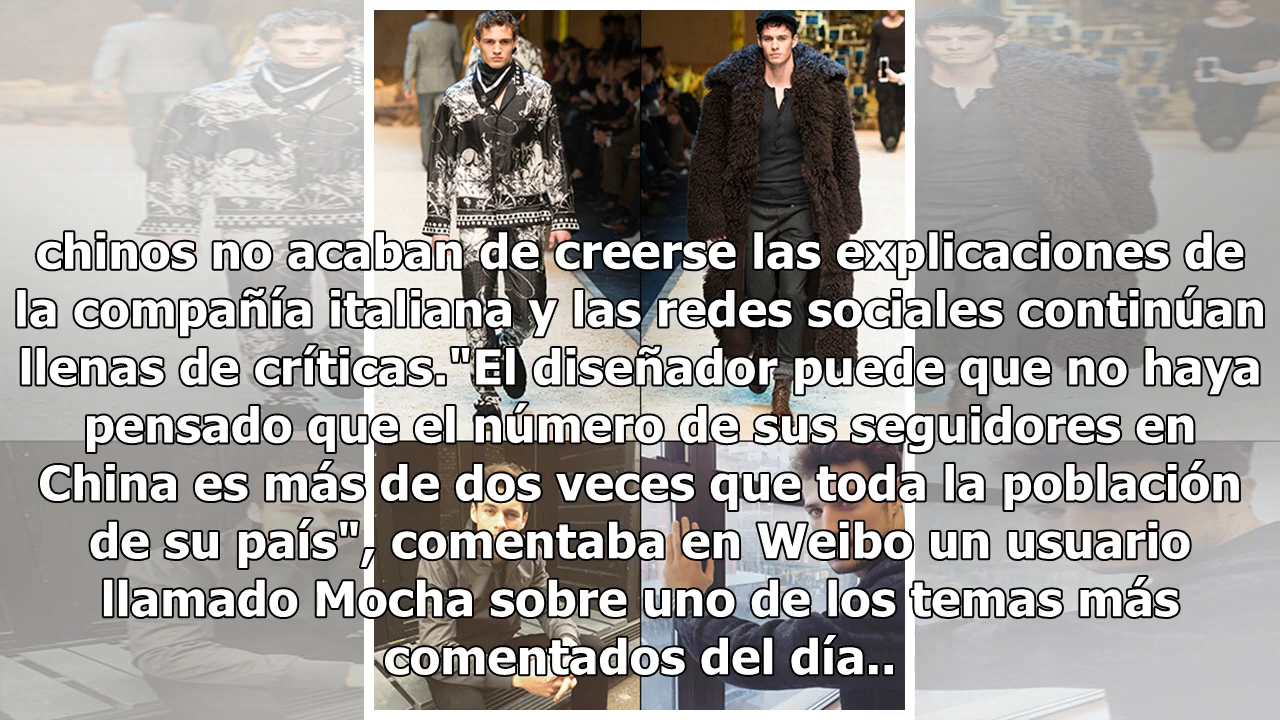 chinos no acaban de creerse las explicaciones de
la compañía italiana y las redes sociales continúan
llenas de críticas."El diseñador puede que no haya
pensado que el número de sus seguidores en
China es más de dos veces que toda la población
de su país", comentaba en Weibo un usuario
llamado Mocha sobre uno de los temas más
comentados del día..